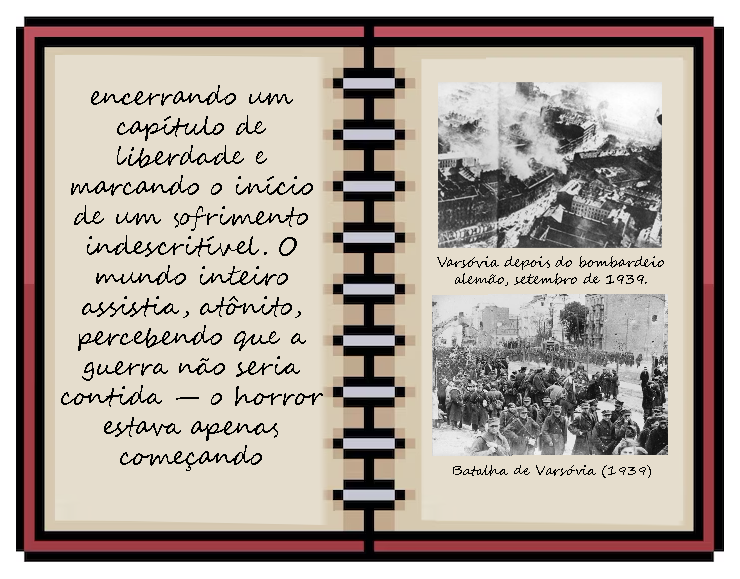 encerrando um
capítulo de
liberdade e
marcando o início
de um sofrimento
indescritível. O
mundo inteiro
assistia, atônito,
percebendo que a
guerra não seria
contida — o horror
estava apenas
começando
Varsóvia depois do bombardeio
alemão, setembro de 1939.
Batalha de Varsóvia (1939)